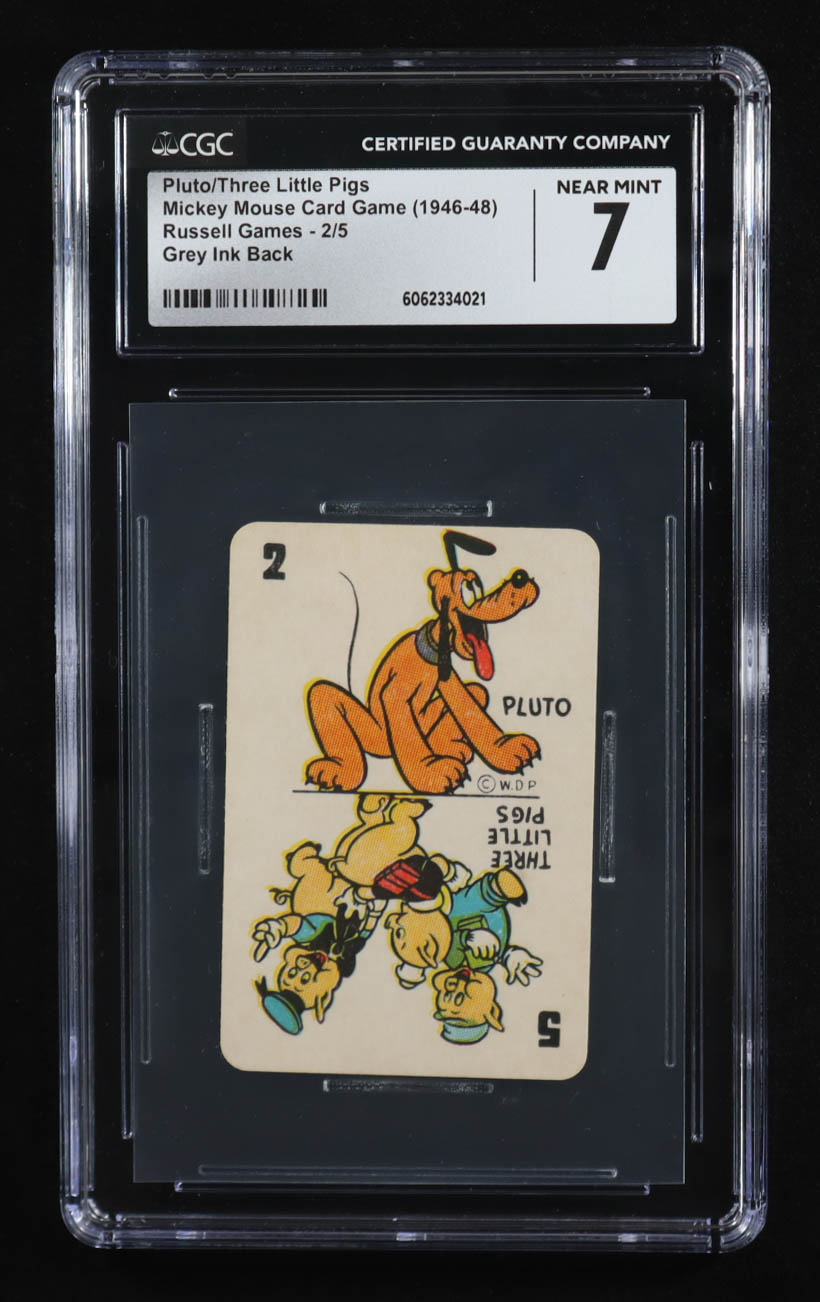 CGC
CERTIFIED GUARANTY COMPANY
Pluto/Three Little Pigs
Mickey Mouse Card Game (1946-48)
Russell Games - 2/5
Grey Ink Back
NEAR MINT
7
6062334021
2
PLUTO
© W.D P
THREE
LITTLE
PIGS
5